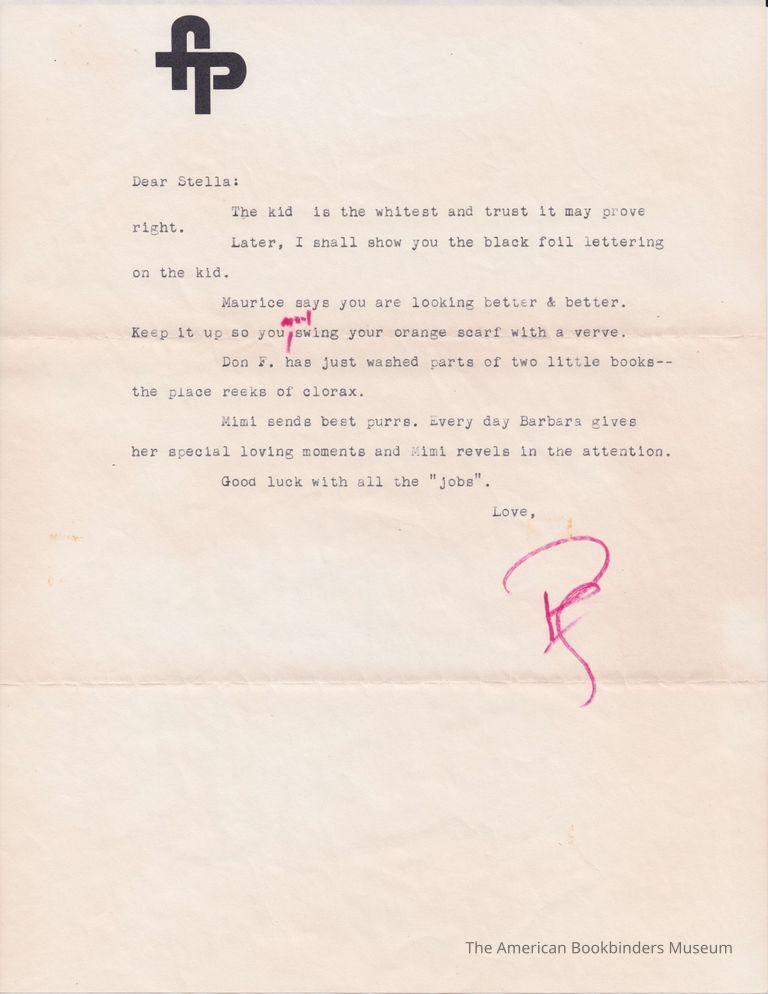 fp
Dear Stella:
The kid is the whitest and trust it may prove
right.
Later, I shall show you the black foil lettering
on the kid.
Maurice says you are looking better & better.
Keep it up so you swing your orange scarf with a verve.
Don F. has just washed parts of two little books--
the place reeks of clorax.
Mimi sends best purrs. Every day Barbara gives
her special loving moments and Mimi revels in the attention.
Good luck with all the "jobs".
Love,
The American Bookbinders Museum